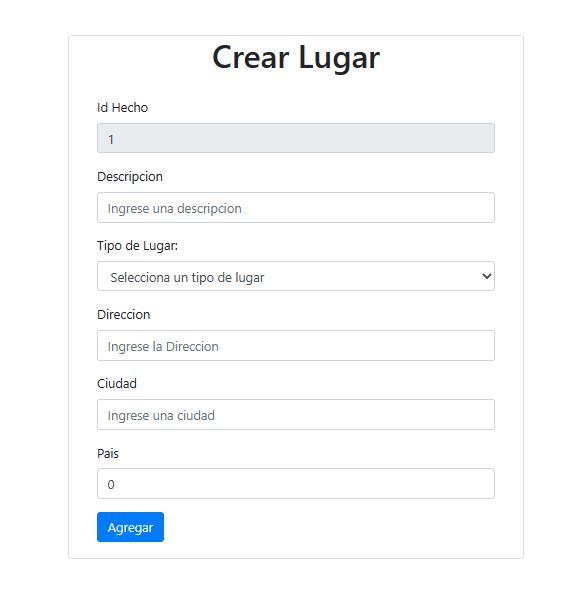 Crear Lugar
Id Hecho
1
Descripcion
Ingrese una descripcion
Tipo de Lugar:
Selecciona un tipo de lugar
Direccion
Ingrese la Direccion
Ciudad
Ingrese una ciudad
Pais
0
Agregar